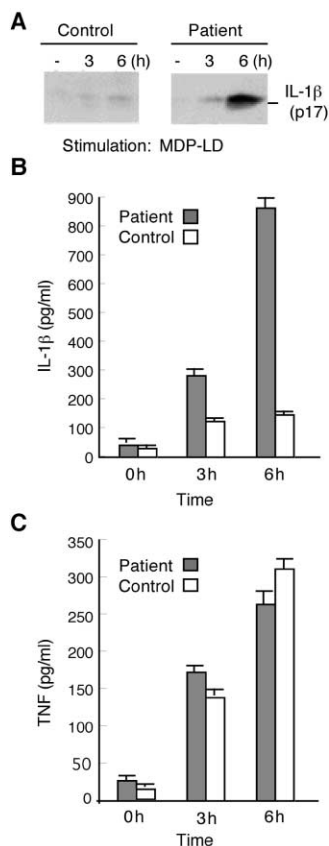 A
Control Patient
- 3 6 (h) - 3 6 (h)
IL-1β
(p17)
Stimulation: MDP-LD
B
900
800
700
600
500
400
300
200
100
0
IL-1β (pg/ml)
Patient
Control
0h 3h 6h
Time
C
350
300
250
200
150
100
50
0
TNF (pg/ml)
Patient
Control
0h 3h 6h
Time